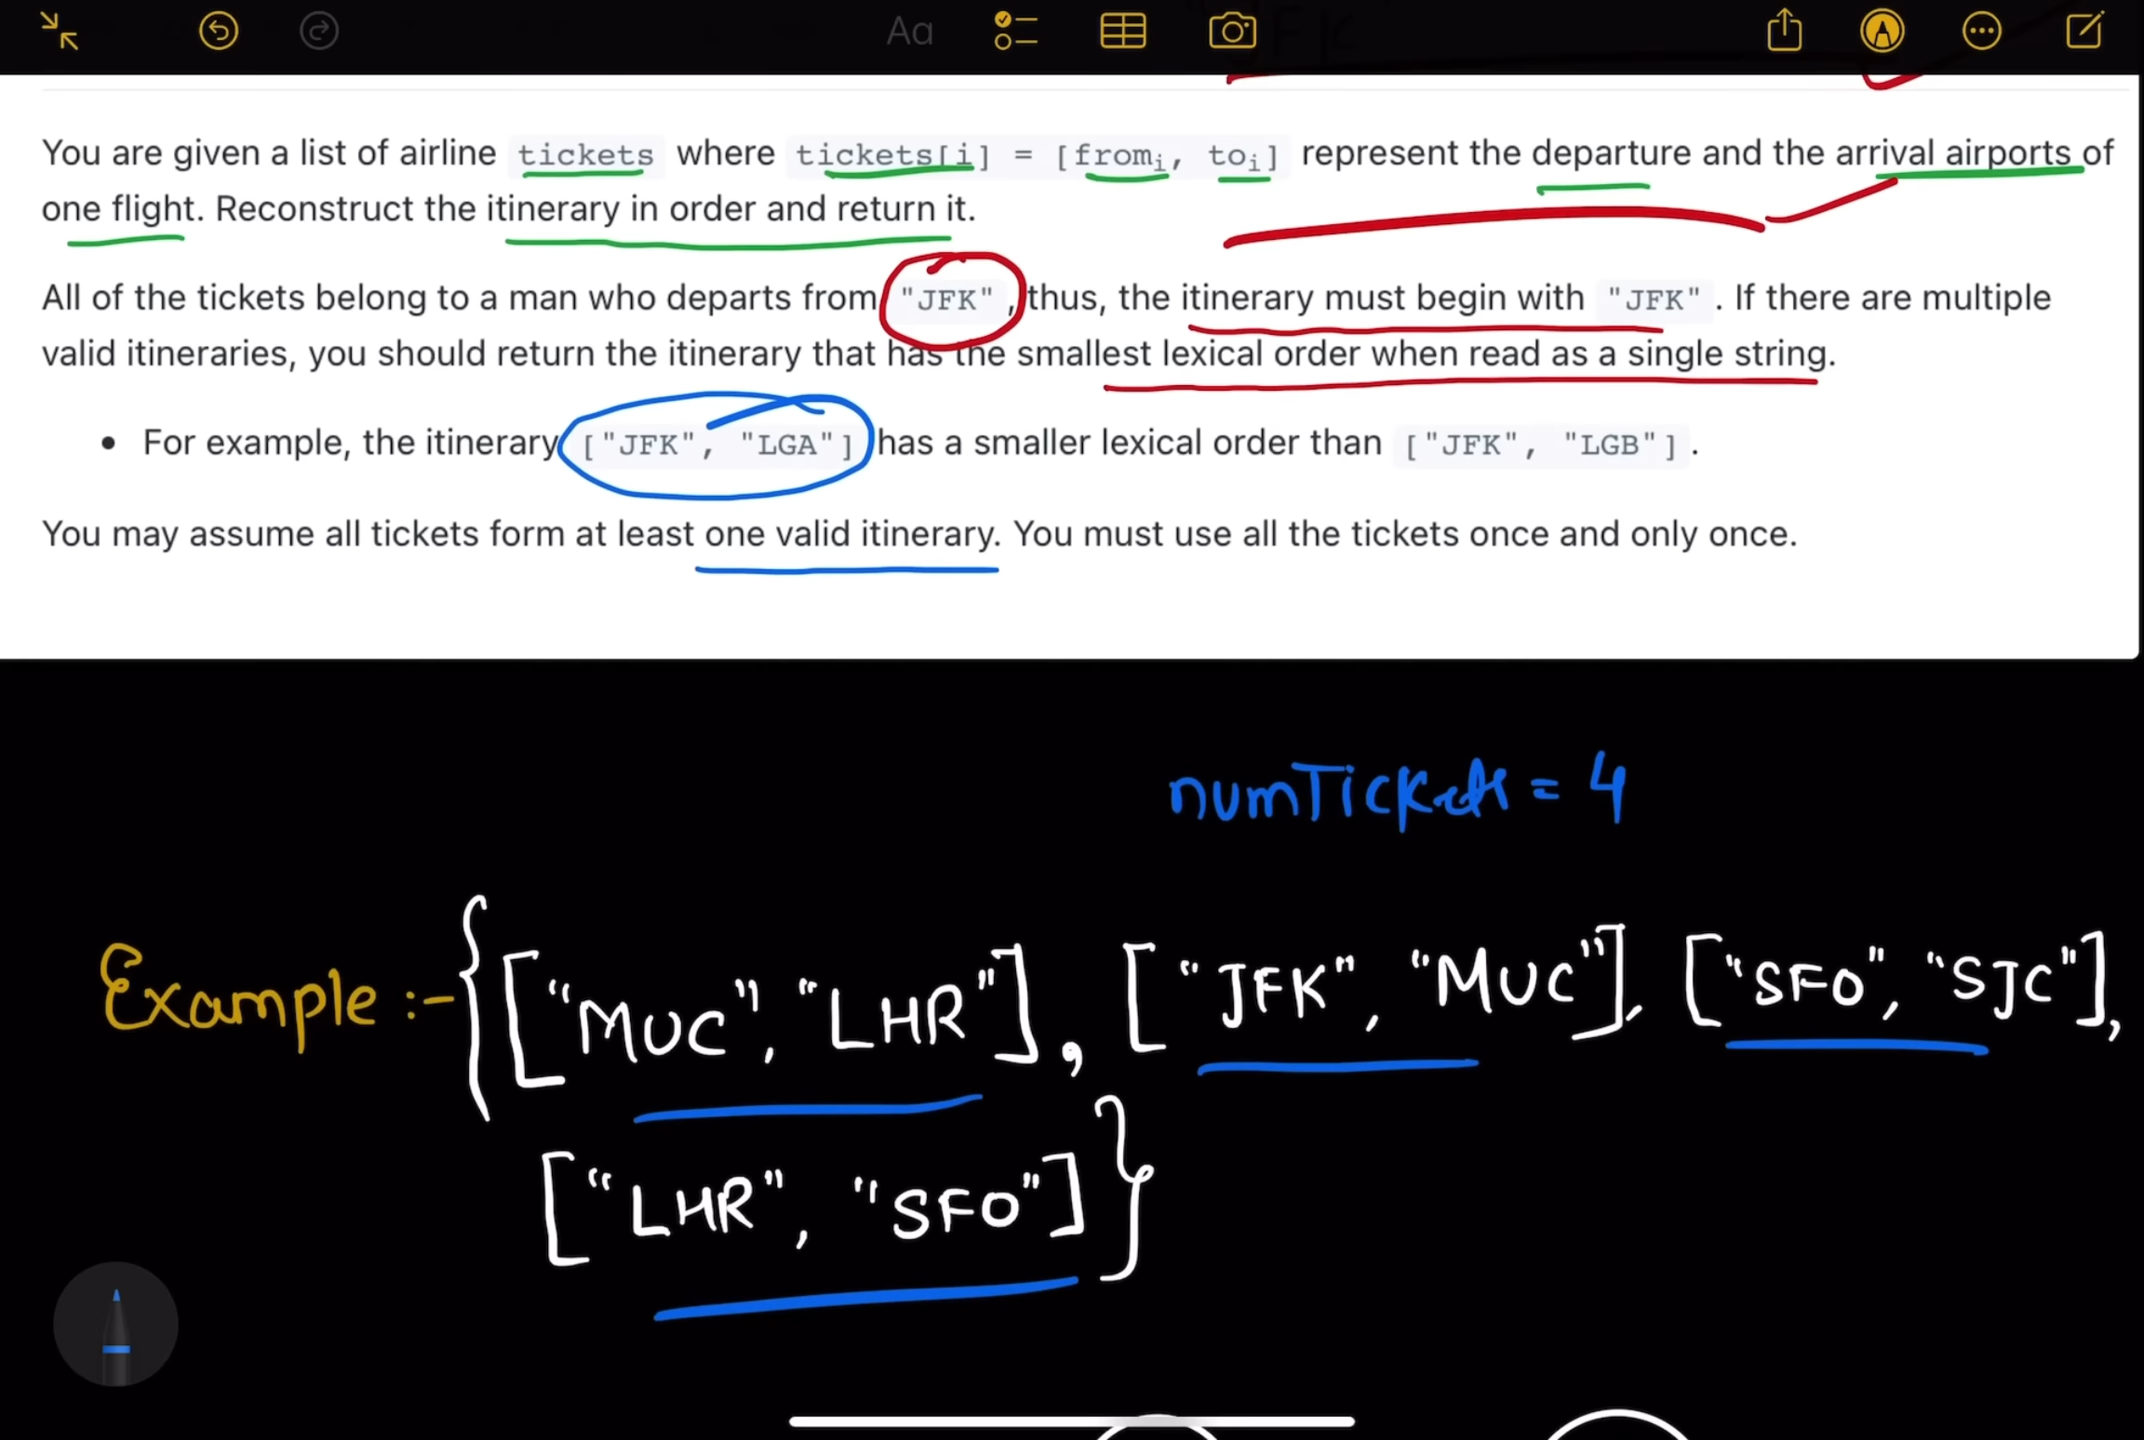 Aa
You are given a list of airline tickets where tickets[i] = [fromi, toi] represent the departure and the arrival airports of
one flight. Reconstruct the itinerary in order and return it.
All of the tickets belong to a man who departs from "JFK", thus, the itinerary must begin with "JFK". If there are multiple
valid itineraries, you should return the itinerary that has the smallest lexical order when read as a single string.
• For example, the itinerary ["JFK", "LGA"] has a smaller lexical order than ["JFK", "LGB"].
You may assume all tickets form at least one valid itinerary. You must use all the tickets once and only once.
numTickets = 4
Example :- {["MUC", "LHR"], ["JFK", "MUC"], ["SFO", "SJC"],
["LHR", "SFO"]}